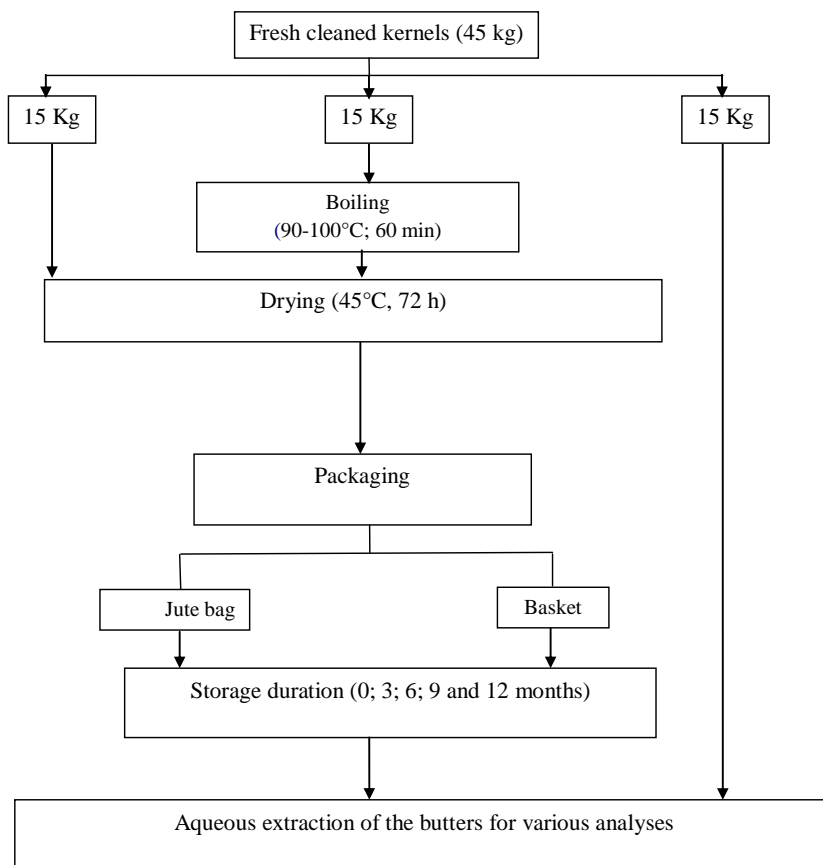 Fresh cleaned kernels (45 kg)
15 Kg
15 Kg
15 Kg
Boiling
(90-100°C; 60 min)
Drying (45°C, 72 h)
Packaging
Jute bag
Basket
Storage duration (0; 3; 6; 9 and 12 months)
Aqueous extraction of the butters for various analyses